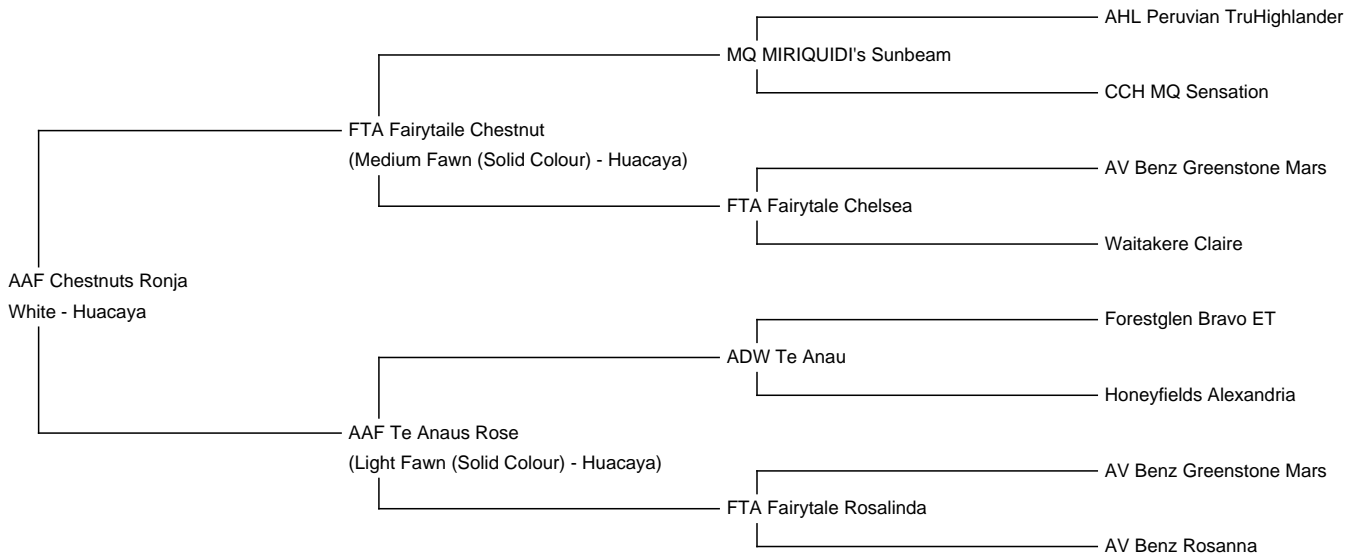 AHL Peruvian TruHighlander
MQ MIRIQUIDI's Sunbeam
CCH MQ Sensation
FTA Fairytaile Chestnut
(Medium Fawn (Solid Colour) - Huacaya)
AV Benz Greenstone Mars
FTA Fairytale Chelsea
Waitakere Claire
AAF Chestnuts Ronja
White - Huacaya
Forestglen Bravo ET
ADW Te Anau
Honeyfields Alexandria
AAF Te Anaus Rose
(Light Fawn (Solid Colour) - Huacaya)
AV Benz Greenstone Mars
FTA Fairytale Rosalinda
AV Benz Rosanna